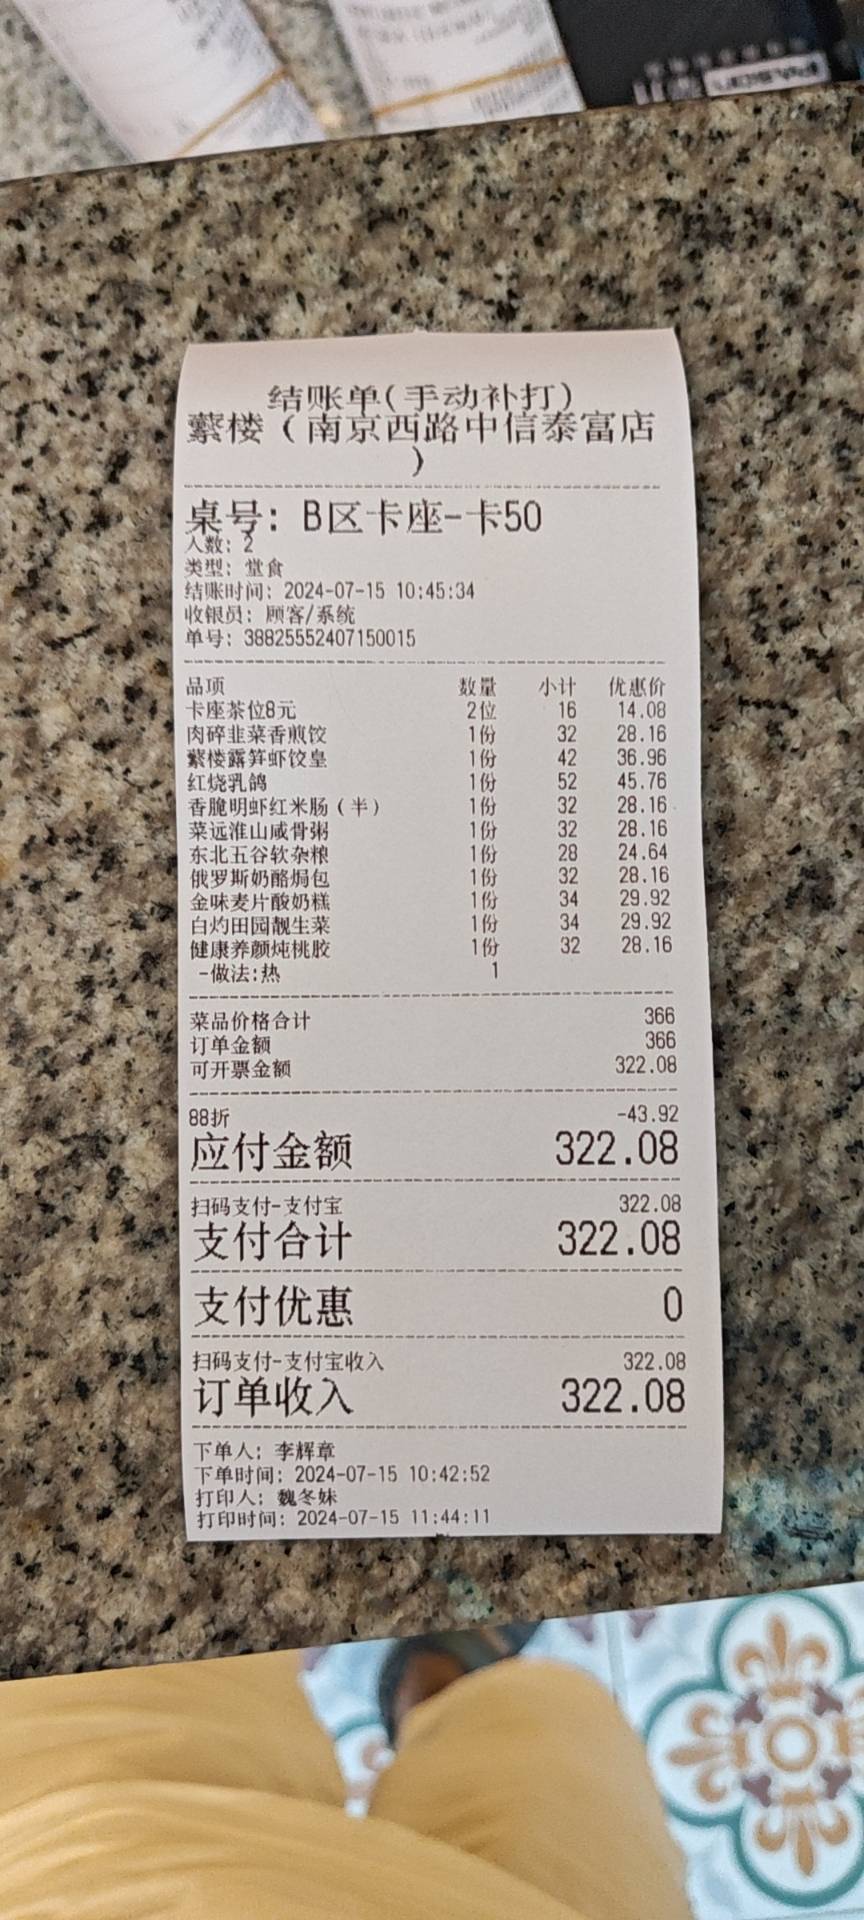 结账单(手动补打)
蘩楼（南京西路中信泰富店
）
桌号: B区卡座-卡50
人数: 2
类型: 堂食
结账时间: 2024-07-15 10:45:34
收银员: 顾客/系统
单号: 38825552407150015
品项 数量 小计 优惠价
卡座茶位8元 2位 16 14.08
肉碎韭菜香煎饺 1份 32 28.16
蘩楼露笋虾饺皇 1份 42 36.96
红烧乳鸽 1份 52 45.76
香脆明虾红米肠（半） 1份 32 28.16
菜远淮山咸骨粥 1份 32 28.16
东北五谷软杂粮 1份 28 24.64
俄罗斯奶酪焗包 1份 32 28.16
金味麦片酸奶糕 1份 34 29.92
白灼田园靓生菜 1份 34 29.92
健康养颜炖桃胶 1份 32 28.16
-做法:热 1
菜品价格合计 366
订单金额 366
可开票金额 322.08
88折 -43.92
应付金额 322.08
扫码支付-支付宝 322.08
支付合计 322.08
支付优惠 0
扫码支付-支付宝收入 322.08
订单收入 322.08
下单人: 李辉章
下单时间: 2024-07-15 10:42:52
打印人: 魏冬妹
打印时间: 2024-07-15 11:44:11